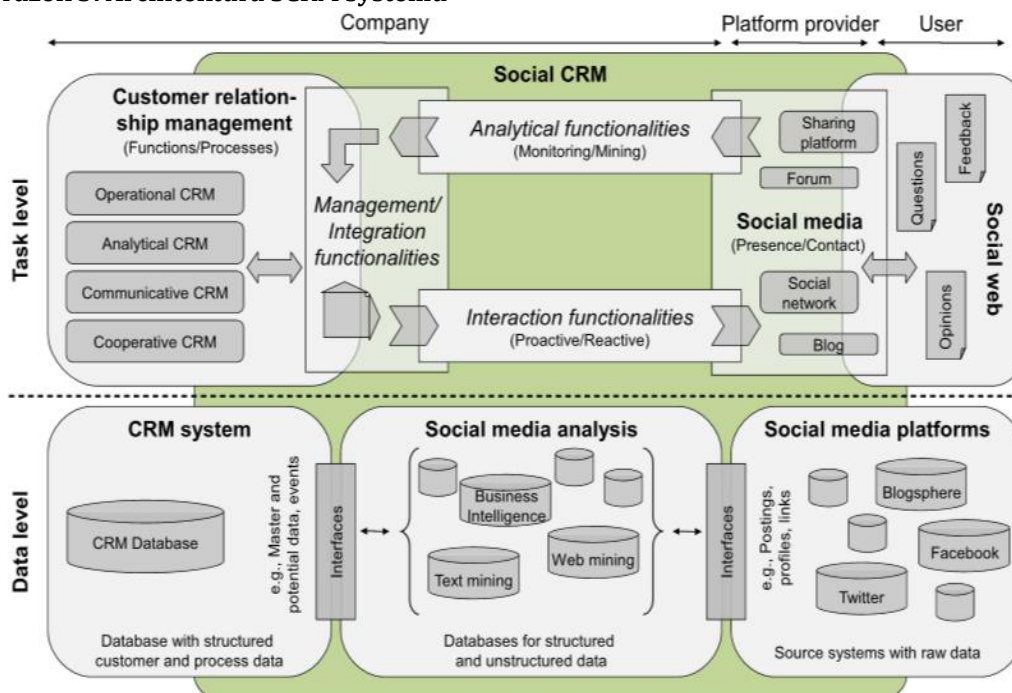 Company
Platform provider
User
Social CRM
Customer relation-
ship management
(Functions/Processes)
Operational CRM
Analytical CRM
Communicative CRM
Cooperative CRM
Management/
Integration
functionalities
Analytical functionalities
(Monitoring/Mining)
Interaction functionalities
(Proactive/Reactive)
Sharing
platform
Forum
Social media
(Presence/Contact)
Social
network
Blog
Questions
Feedback
Opinions
Social web
Task level
Data level
CRM system
CRM Database
e.g., Master and
potential data, events
Database with structured
customer and process data
Interfaces
Social media analysis
Business
Intelligence
Text mining
Web mining
Databases for structured
and unstructured data
Interfaces
Social media platforms
e.g., Postings,
profiles, links
Blogsphere
Facebook
Twitter
Source systems with raw data